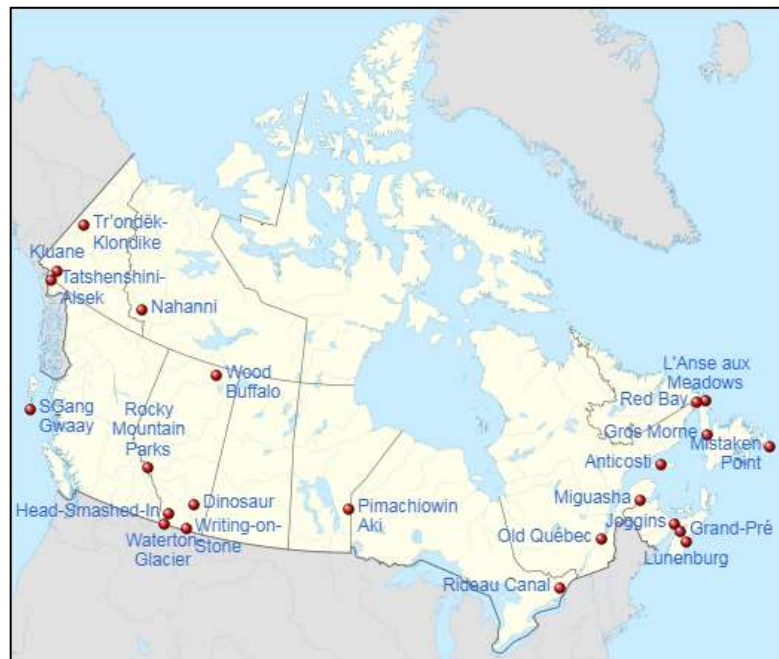 Tr'ondëk-
Klondike
Kluane
Tatshenshini-
Alsek
Nahanni
Wood
Buffalo
SGang
Gwaay
Rocky
Mountain
Parks
L'Anse aux
Meadows
Red Bay
Gros Morne
Mistaken
Point
Anticosti
Head-Smashed-In
Dinosaur
Waterton
Glacier
Writing-on-
Stone
Pimachiowin
Aki
Miguasha
Joggins
Grand-Pré
Old Québec
Lunenburg
Rideau Canal